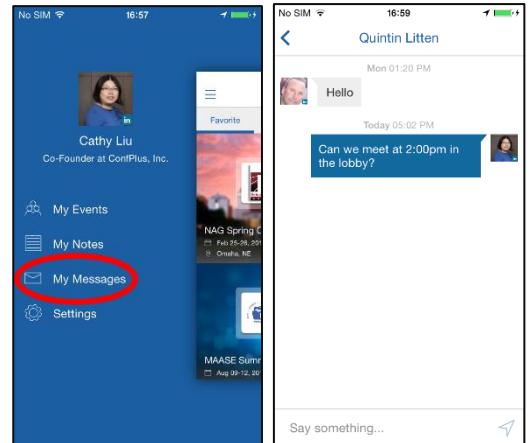 No SIM 16:57
Cathy Liu
Co-Founder at ConfPlus, Inc.
My Events
My Notes
My Messages
Settings
Favorite
NAG Spring C
Feb 25-26, 201
Omaha, NE
MAASE Summ
Aug 09-12, 20
No SIM 16:59
Quintin Litten
Mon 01:20 PM
Hello
Today 05:02 PM
Can we meet at 2:00pm in
the lobby?
Say something...